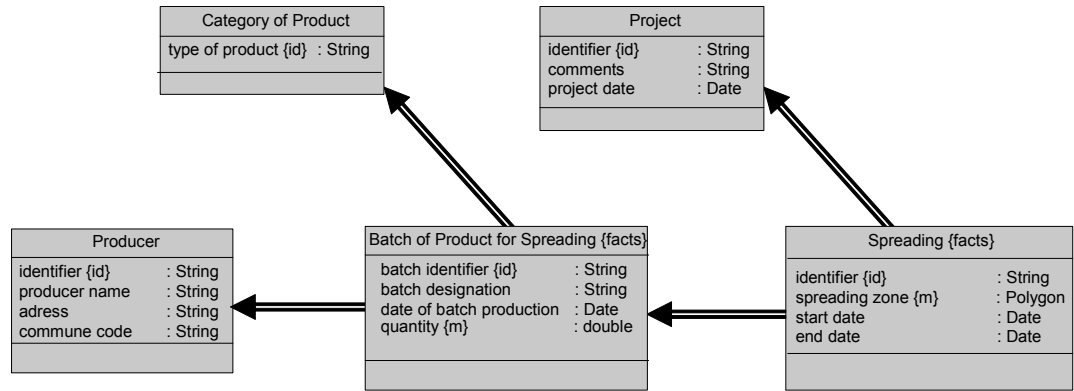 Category of Product
type of product {id} : String
Project
identifier {id} : String
comments : String
project date : Date
Producer
identifier {id} : String
producer name : String
adress : String
commune code : String
Batch of Product for Spreading {facts}
batch identifier {id} : String
batch designation : String
date of batch production : Date
quantity {m} : double
Spreading {facts}
identifier {id} : String
spreading zone {m} : Polygon
start date : Date
end date : Date